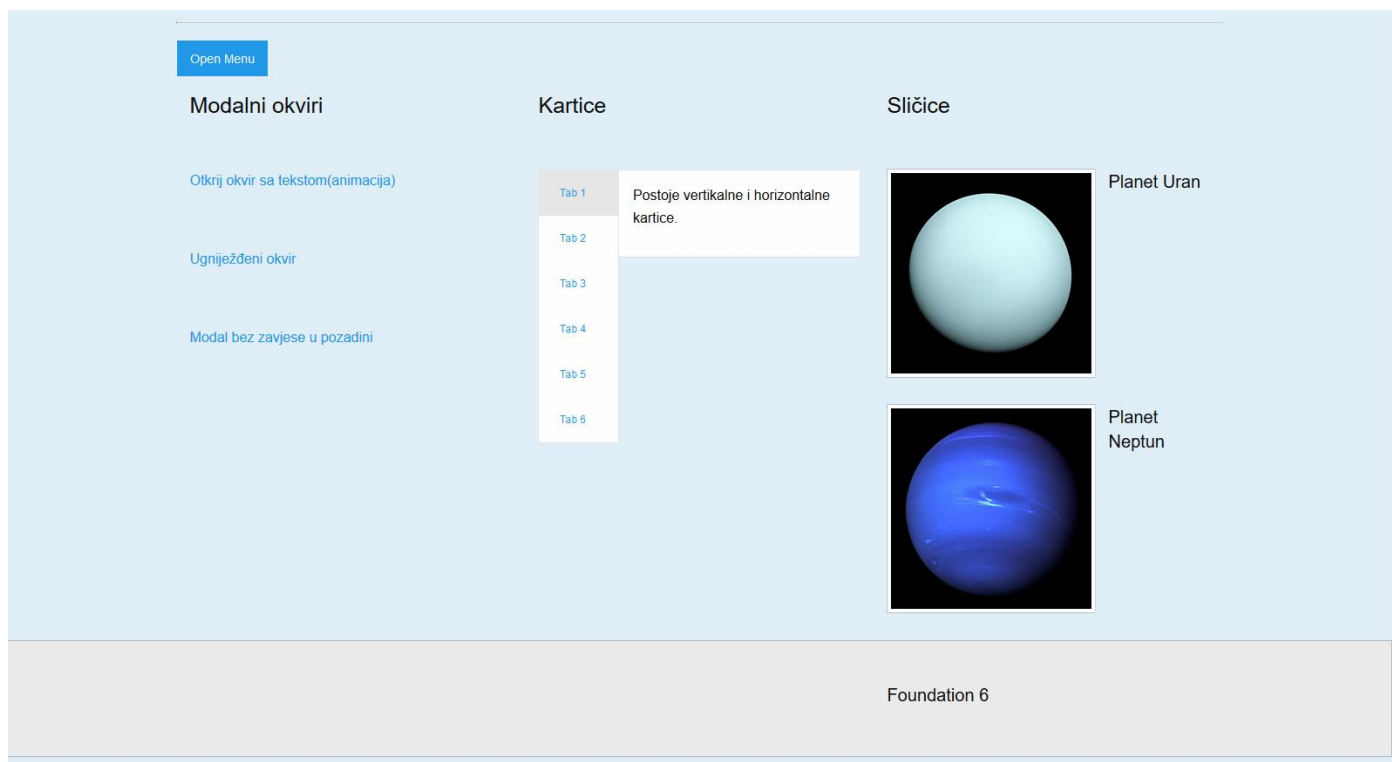 Open Menu
Modalni okviri
Otkrij okvir sa tekstom(animacija)
Ugniježđeni okvir
Modal bez zavjese u pozadini
Kartice
Tab 1
Tab 2
Tab 3
Tab 4
Tab 5
Tab 6
Postoje vertikalne i horizontalne
kartice.
Sličice
Planet Uran
Planet
Neptun
Foundation 6